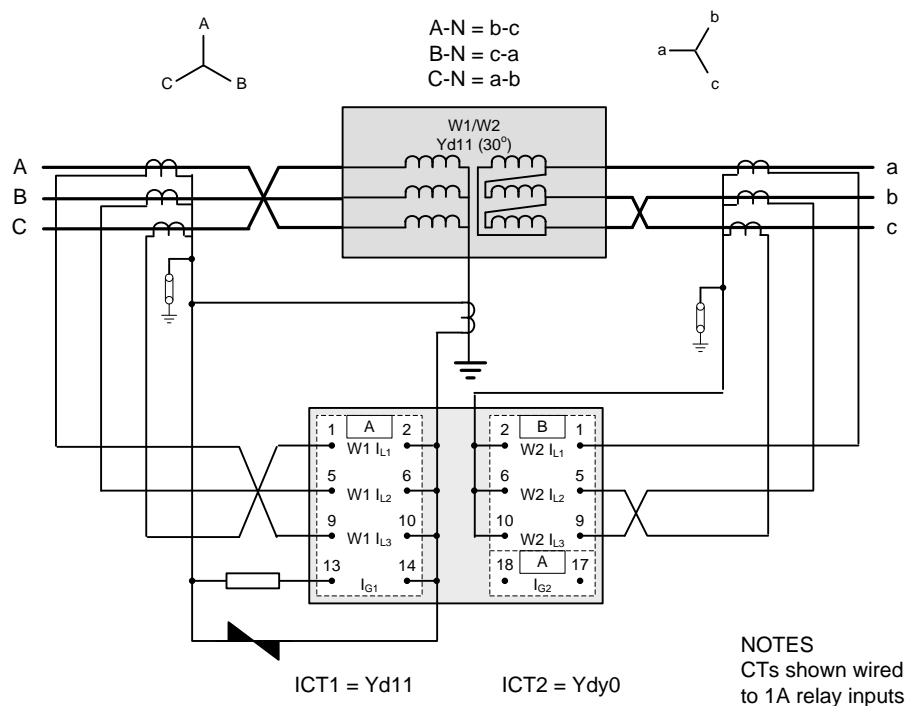 A
C
B
A-N = b-c
B-N = c-a
C-N = a-b
b
a
c
W1/W2
Yd11 (30o)
A
a
B
b
C
c
1 A 2
W1 IL1
5 6
W1 IL2
9 10
W1 IL3
13 14
IG1
2 B 1
W2 IL1
6 5
W2 IL2
10 9
W2 IL3
18 A 17
IG2
ICT1 = Yd11
ICT2 = Ydy0
NOTES
CTs shown wired
to 1A relay inputs